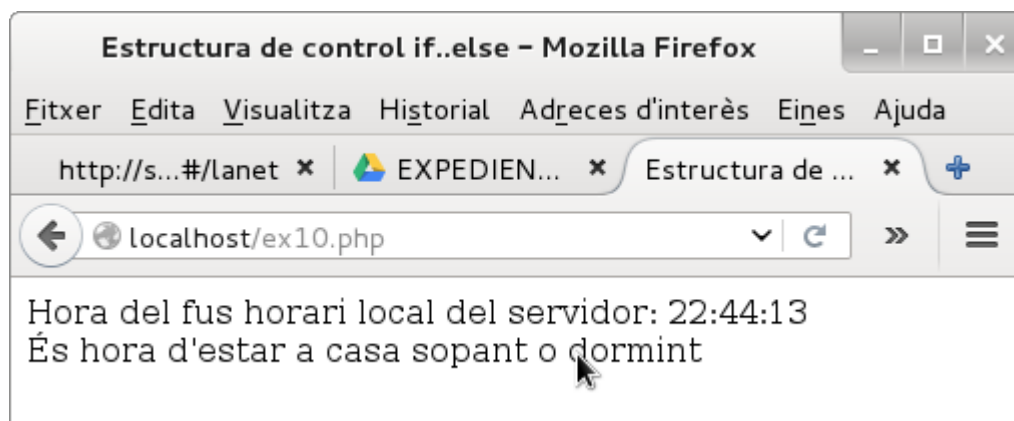 Estructura de control if..else – Mozilla Firefox
Fitxer Edita Visualitza Historial Adreces d'interès Eines Ajuda
http://s...#/lanet EXPEDIEN... Estructura de ...
localhost/ex10.php
Hora del fus horari local del servidor: 22:44:13
És hora d'estar a casa sopant o dormint